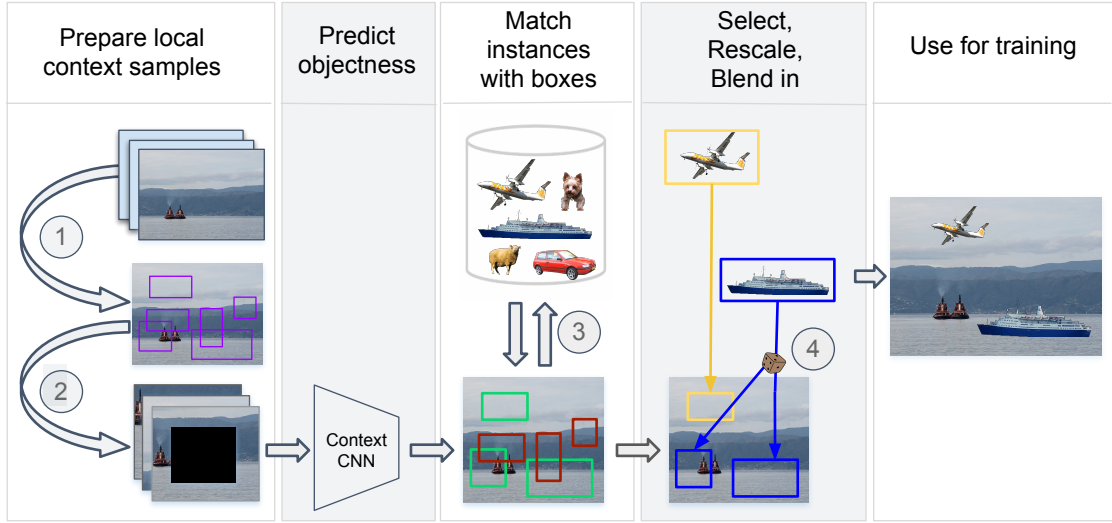 Prepare local
context samples
Predict
objectness
Match
instances
with boxes
Select,
Rescale,
Blend in
Use for training
1
2
Context
CNN
3
4